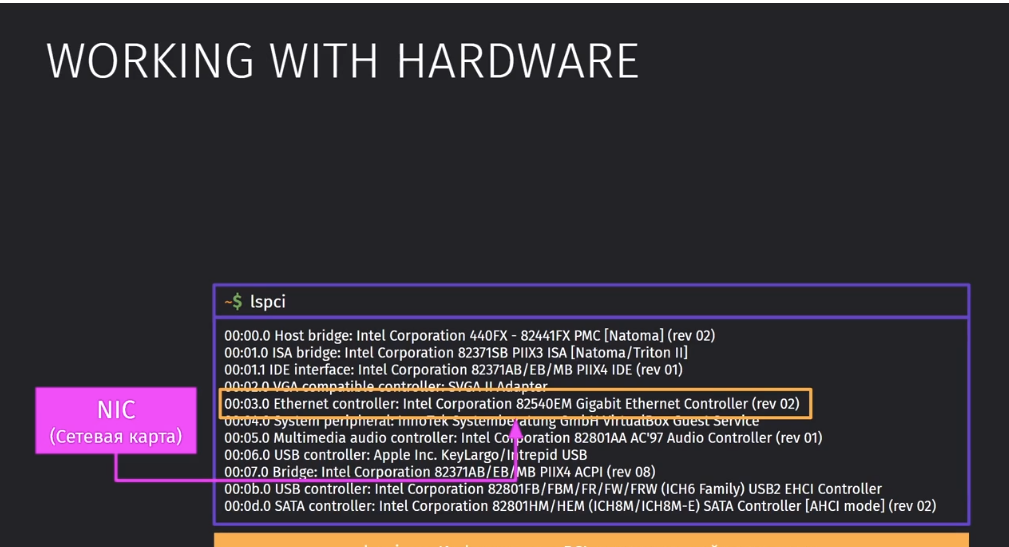 WORKING WITH HARDWARE
~$ lspci
00:00.0 Host bridge: Intel Corporation 440FX - 82441FX PMC [Natoma] (rev 02)
00:01.0 ISA bridge: Intel Corporation 82371SB PIIX3 ISA [Natoma/Triton II]
00:01.1 IDE interface: Intel Corporation 82371AB/EB/MB PIIX4 IDE (rev 01)
00:02.0 VGA compatible controller: SVGA II Adapter
00:03.0 Ethernet controller: Intel Corporation 82540EM Gigabit Ethernet Controller (rev 02)
00:04.0 System peripheral: InnoTek Systemberatung GmbH VirtualBox Guest Service
00:05.0 Multimedia audio controller: Intel Corporation 82801AA AC'97 Audio Controller (rev 01)
00:06.0 USB controller: Apple Inc. KeyLargo/Intrepid USB
00:07.0 Bridge: Intel Corporation 82371AB/EB/MB PIIX4 ACPI (rev 08)
00:0b.0 USB controller: Intel Corporation 82801FB/FBM/FR/FW/FRW (ICH6 Family) USB2 EHCI Controller
00:0d.0 SATA controller: Intel Corporation 82801HM/HEM (ICH8M/ICH8M-E) SATA Controller [AHCI mode] (rev 02)
NIC
(Сетевая карта)